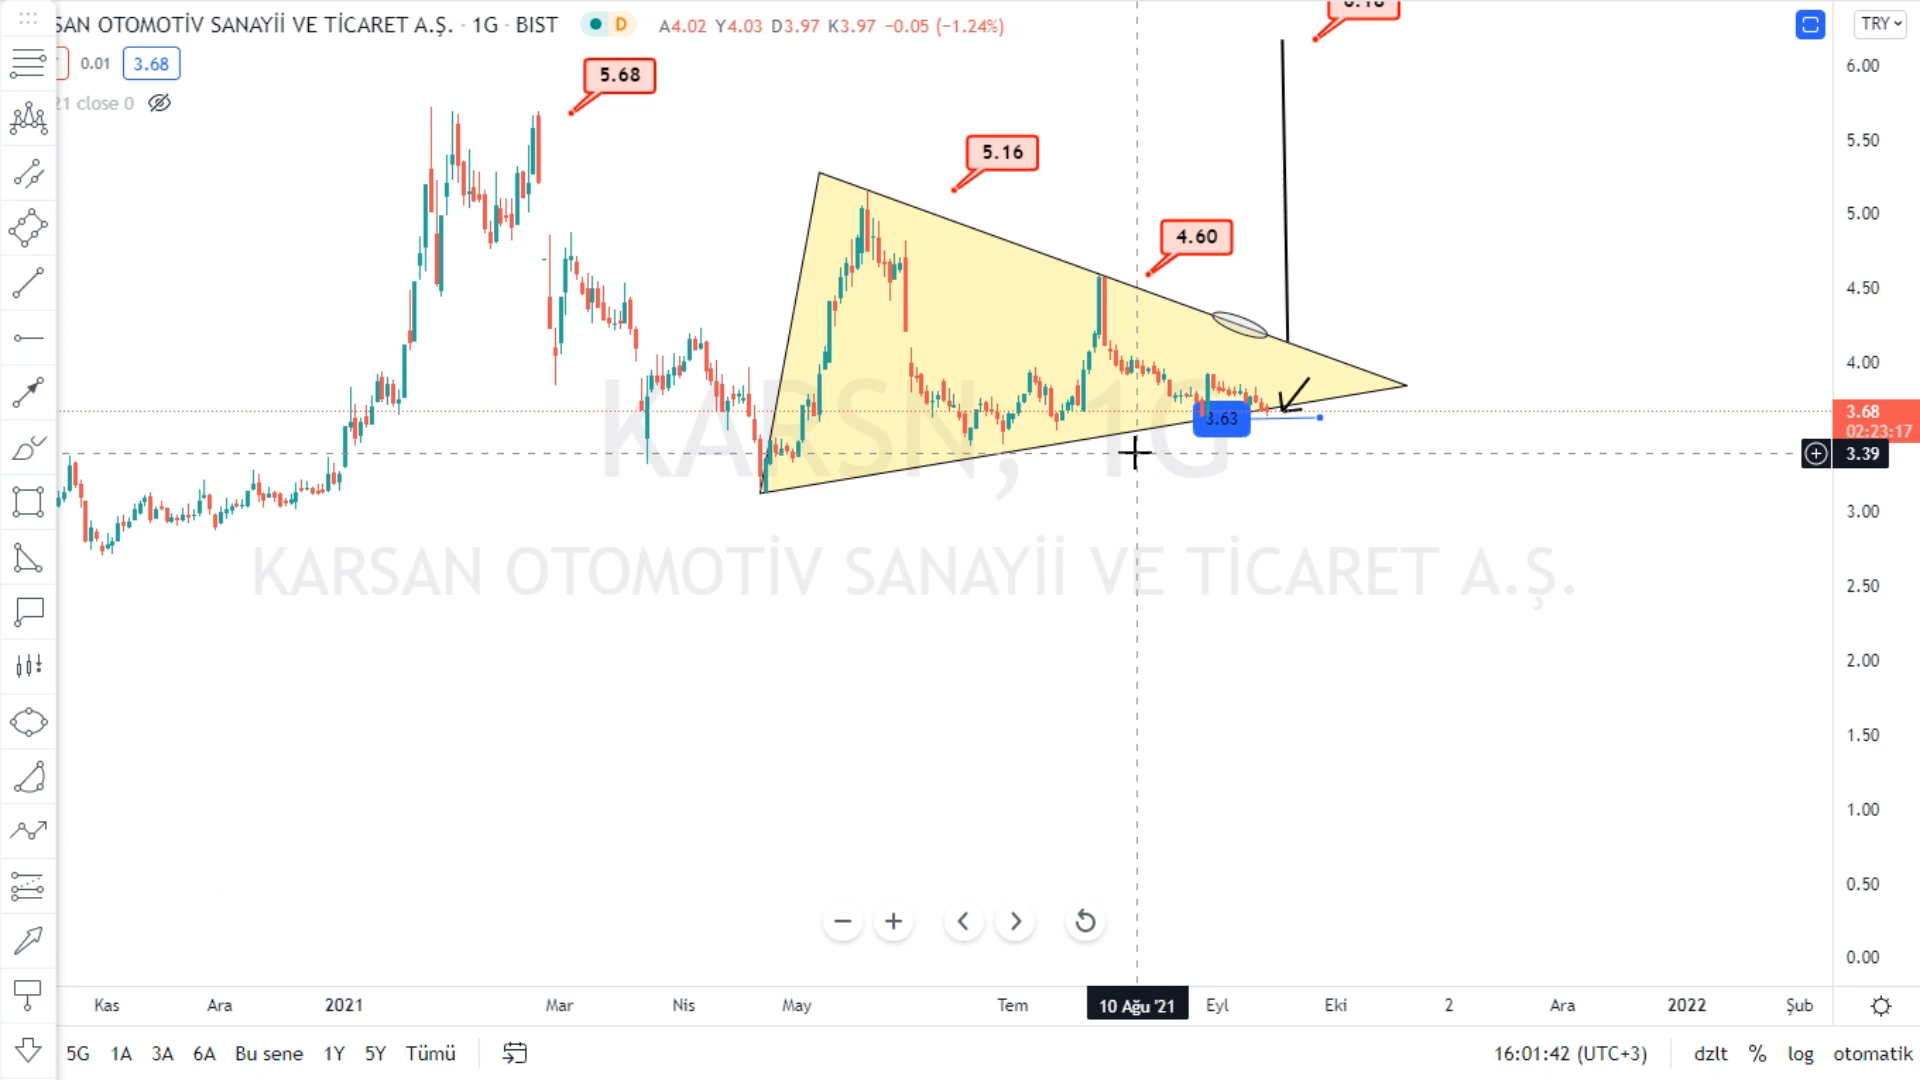 SAN OTOMOTİV SANAYİİ VE TİCARET A.Ş. · 1G · BIST D A4.02 Y4.03 D3.97 K3.97 −0.05 (−1.24%)
TRY
0.01 3.68
21 close 0
5.68
5.16
4.60
3.63
6.00
5.50
5.00
4.50
4.00
3.68
02:23:17
3.39
3.00
2.50
2.00
1.50
1.00
0.50
0.00
KARSN, 1G
KARSAN OTOMOTİV SANAYİİ VE TİCARET A.Ş.
Kas Ara 2021 Mar Nis May Tem 10 Ağu '21 Eyl Eki 2 Ara 2022 Şub
5G 1A 3A 6A Bu sene 1Y 5Y Tümü 16:01:42 (UTC+3) dzlt % log otomatik